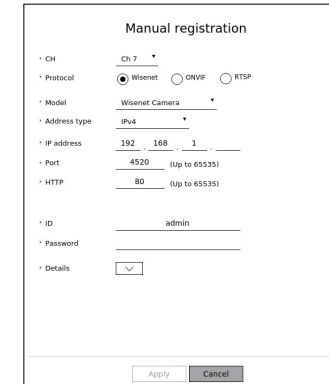 Manual registration
CH Ch 7
Protocol Wisenet ONVIF RTSP
Model Wisenet Camera
Address type IPv4
IP address 192 . 168 . 1 .
Port 4520 (Up to 65535)
HTTP 80 (Up to 65535)
ID admin
Password
Details
Apply Cancel